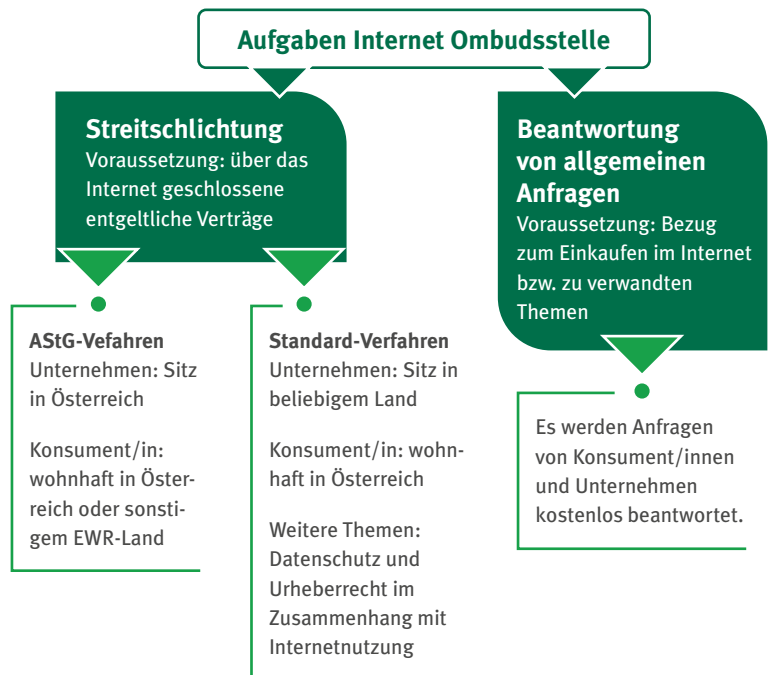 Aufgaben Internet Ombudsstelle
Streitschlichtung
Voraussetzung: über das
Internet geschlossene
entgeltliche Verträge
AStG-Vefahren
Unternehmen: Sitz
in Österreich
Konsument/in:
wohnhaft in Öster-
reich oder sonsti-
gem EWR-Land
Standard-Verfahren
Unternehmen: Sitz in
beliebigem Land
Konsument/in: wohn-
haft in Österreich
Weitere Themen:
Datenschutz und
Urheberrecht im
Zusammenhang mit
Internetnutzung
Beantwortung
von allgemeinen
Anfragen
Voraussetzung: Bezug
zum Einkaufen im Internet
bzw. zu verwandten
Themen
Es werden Anfragen
von Konsument/innen
und Unternehmen
kostenlos beantwortet.